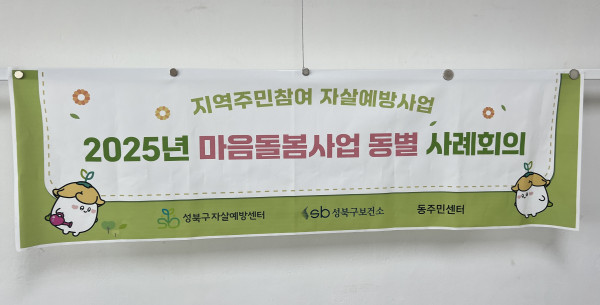 지역주민참여 자살예방사업
2025년 마음돌봄사업 동별 사례회의
sb 성북구자살예방센터 sb 성북구보건소 동주민센터